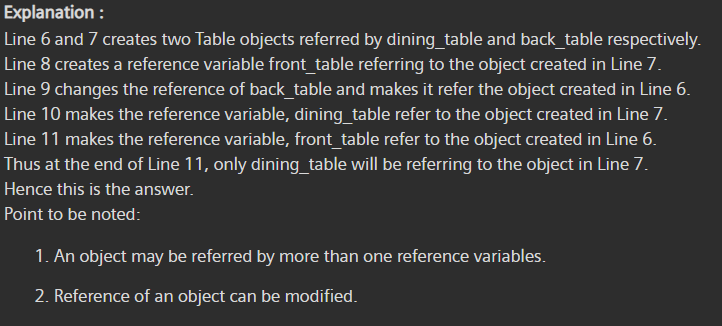 Explanation :
Line 6 and 7 creates two Table objects referred by dining_table and back_table respectively.
Line 8 creates a reference variable front_table referring to the object created in Line 7.
Line 9 changes the reference of back_table and makes it refer the object created in Line 6.
Line 10 makes the reference variable, dining_table refer to the object created in Line 7.
Line 11 makes the reference variable, front_table refer to the object created in Line 6.
Thus at the end of Line 11, only dining_table will be referring to the object in Line 7.
Hence this is the answer.
Point to be noted:
1. An object may be referred by more than one reference variables.
2. Reference of an object can be modified.